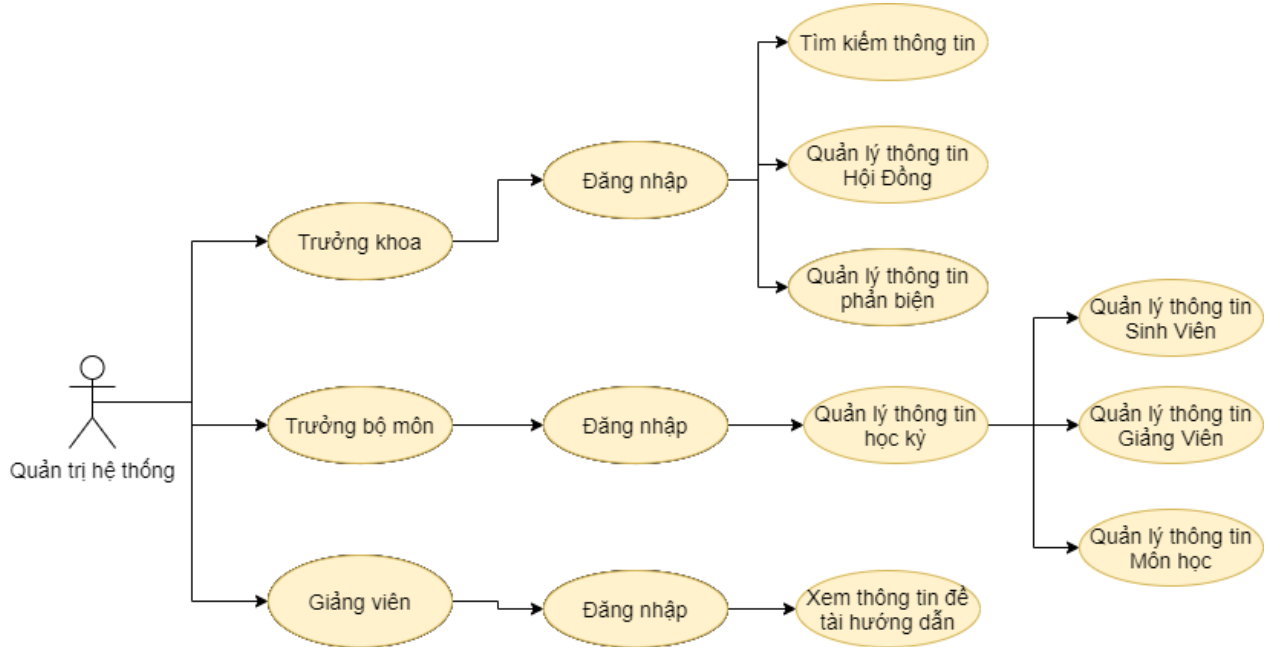 Tìm kiếm thông tin
Quản lý thông tin
Hội Đồng
Đăng nhập
Trưởng khoa
Quản lý thông tin
phản biện
Quản lý thông tin
Sinh Viên
Quản trị hệ thống
Trưởng bộ môn
Đăng nhập
Quản lý thông tin
học kỳ
Quản lý thông tin
Giảng Viên
Quản lý thông tin
Môn học
Giảng viên
Đăng nhập
Xem thông tin đề
tài hướng dẫn